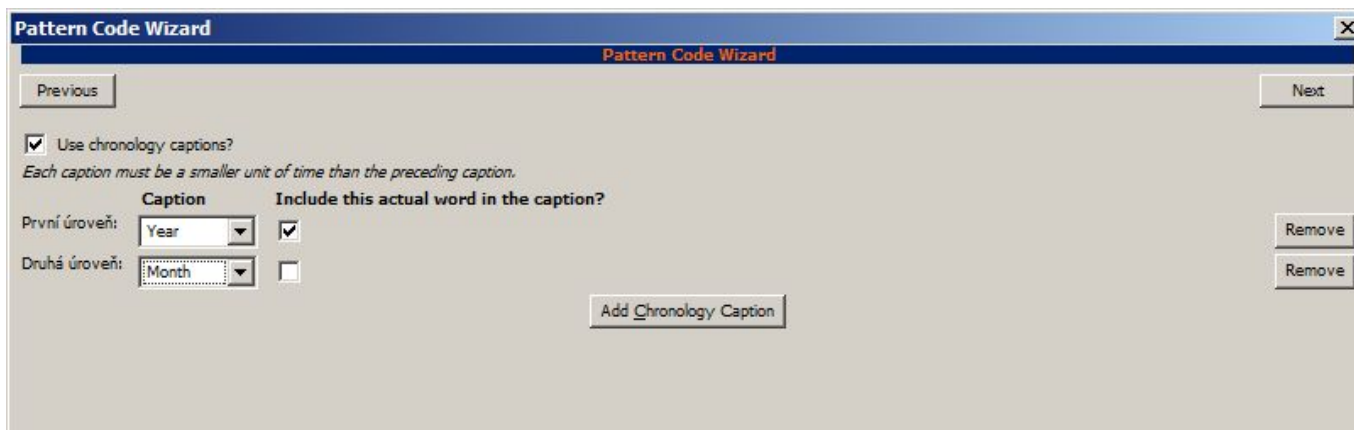 Pattern Code Wizard
Pattern Code Wizard
Previous Next
Use chronology captions?
Each caption must be a smaller unit of time than the preceding caption.
Caption Include this actual word in the caption?
První úroveň: Year Remove
Druhá úroveň: Month Remove
Add Chronology Caption